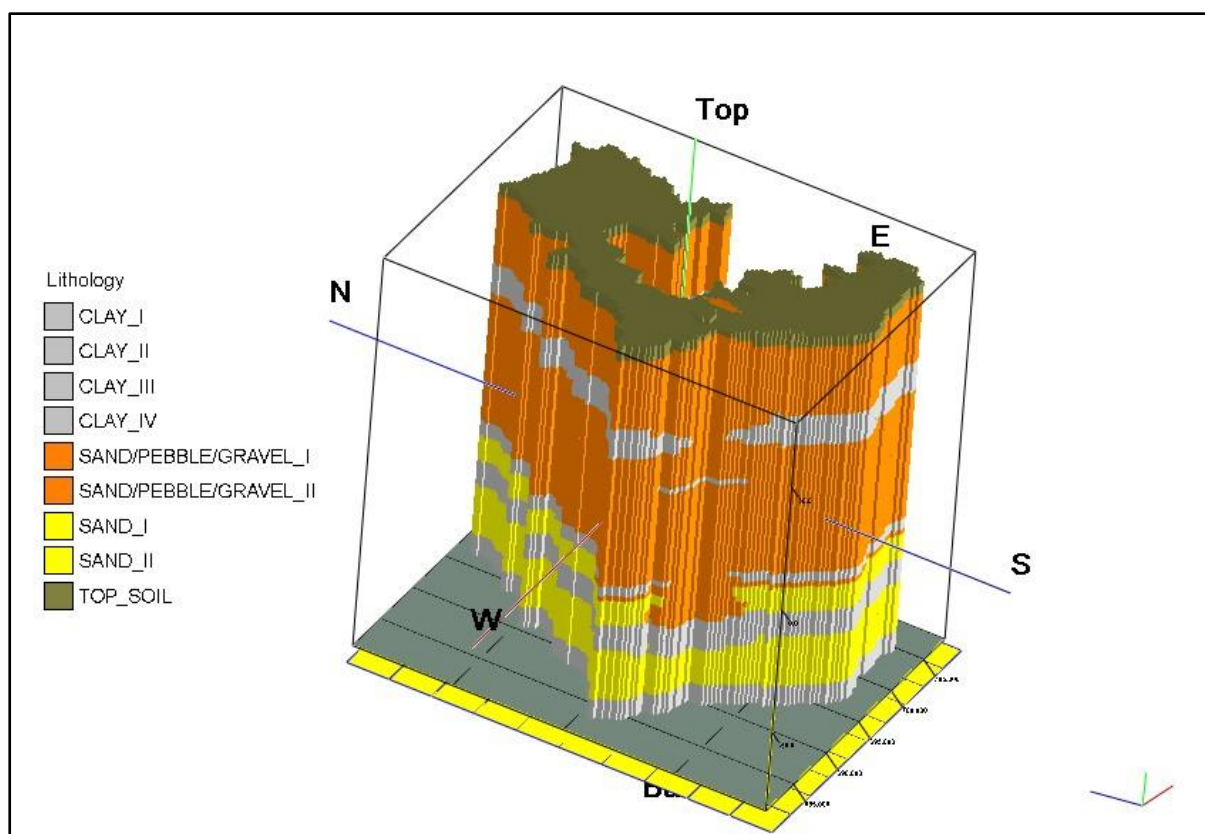 Top
E
N
Lithology
CLAY_I
CLAY_II
CLAY_III
CLAY_IV
SAND/PEBBLE/GRAVEL_I
SAND/PEBBLE/GRAVEL_II
SAND_I
SAND_II
TOP_SOIL
S
W